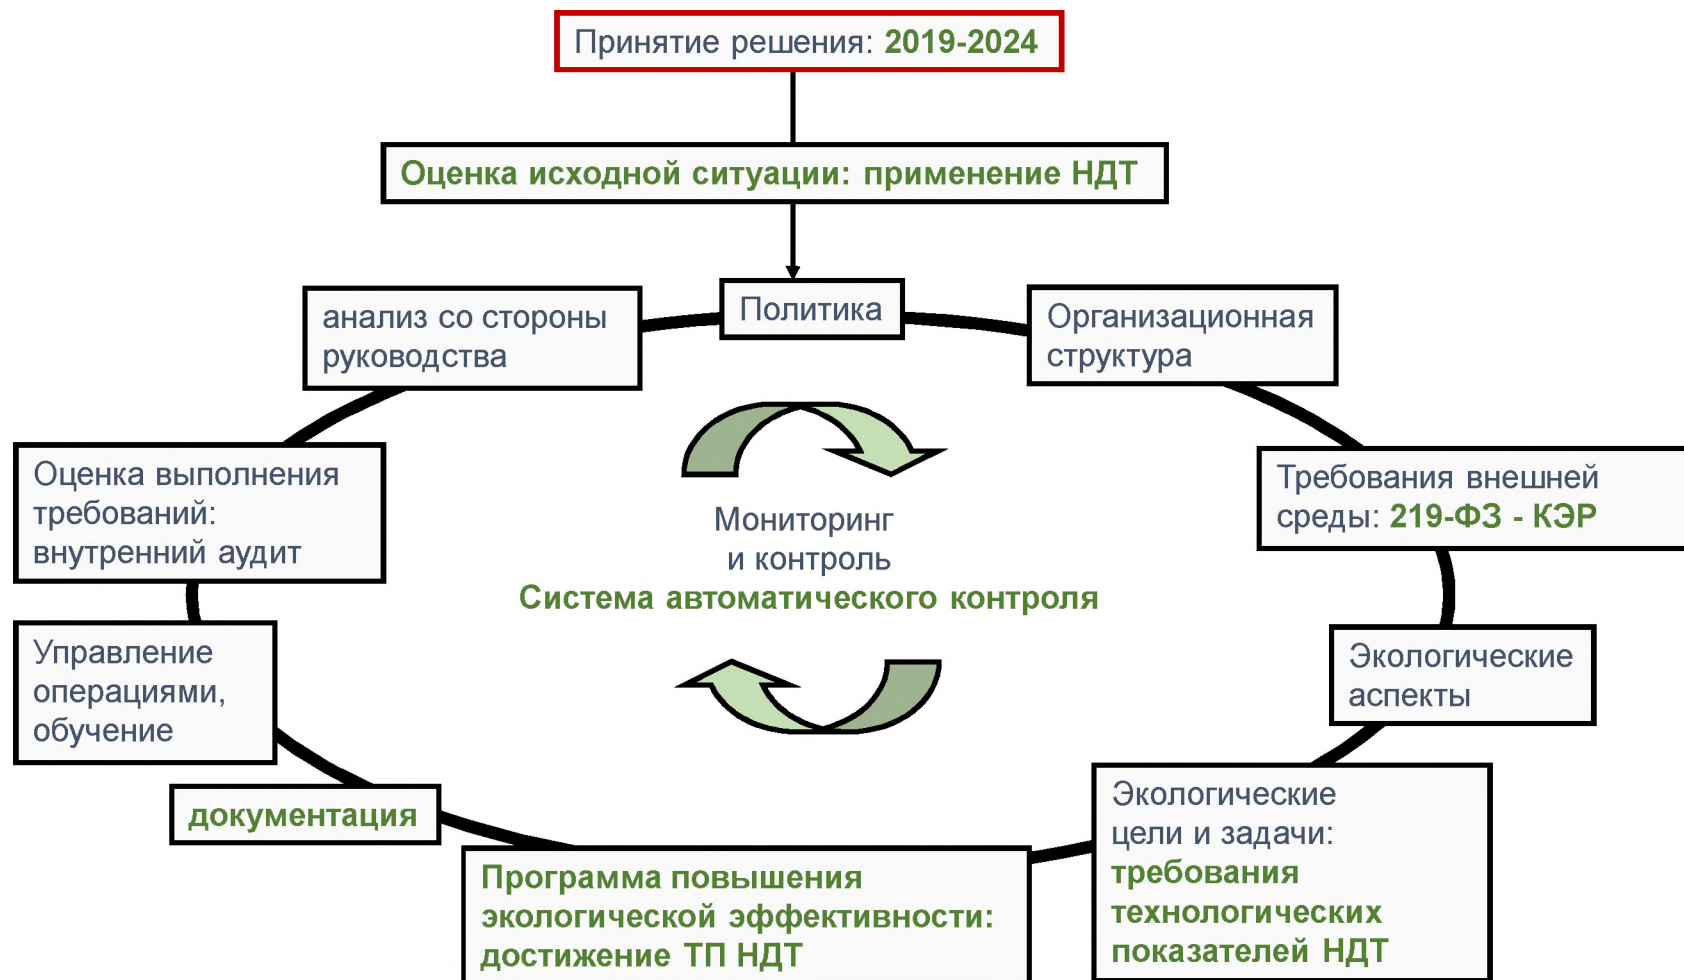 Принятие решения: 2019-2024
Оценка исходной ситуации: применение НДТ
Политика
анализ со стороны
руководства
Организационная
структура
Оценка выполнения
требований:
внутренний аудит
Требования внешней
среды: 219-ФЗ - КЭР
Мониторинг
и контроль
Система автоматического контроля
Управление
операциями,
обучение
Экологические
аспекты
документация
Экологические
цели и задачи:
требования
технологических
показателей НДТ
Программа повышения
экологической эффективности:
достижение ТП НДТ